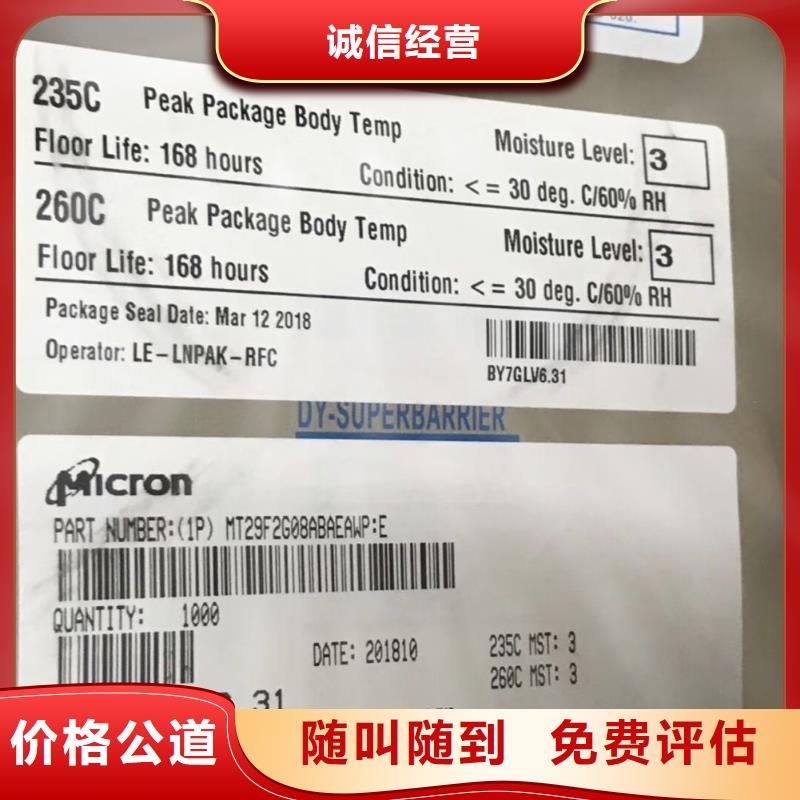 诚信经营
235C Peak Package Body Temp Moisture Level: 3
Floor Life: 168 hours Condition: <= 30 deg. C/60% RH
260C Peak Package Body Temp Moisture Level: 3
Floor Life: 168 hours Condition: <= 30 deg. C/60% RH
Package Seal Date: Mar 12 2018
Operator: LE-LNPAK-RFC
BY7GLV6.31
DY-SUPERBARRIER
Micron
PART NUMBER:(1P) MT29F2G08ABAEAWP:E
QUANTITY: 1000
DATE: 201810
235C MST: 3
260C MST: 3
价格公道 随叫随到 免费评估